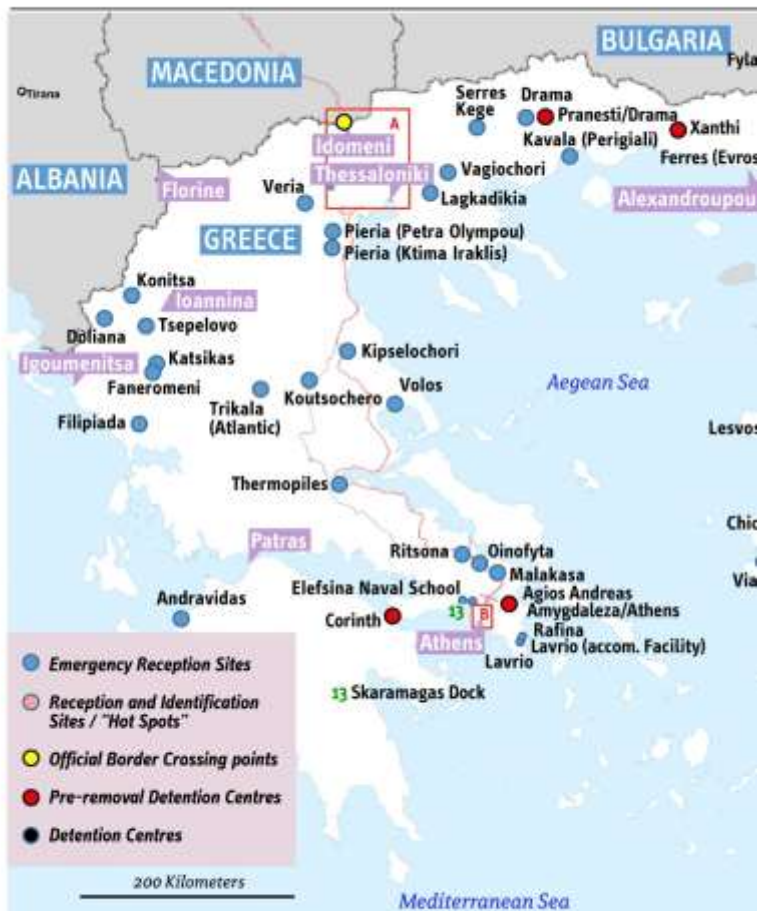 BULGARIA
MACEDONIA
Fyla
Tirana
Serres
Kege
Drama
Pranesti/Drama
Xanthi
A
Idomeni
Kavala (Perigiali)
Ferres (Evros
ALBANIA
Florine
Thessaloniki
Vagiochori
Alexandroupou
Veria
Lagkadikia
GREECE
Pieria (Petra Olympou)
Pieria (Ktima Iraklis)
Konitsa
Ioannina
Doliana
Tsepelovo
Igoumenitsa
Katsikas
Faneromeni
Kipselochori
Aegean Sea
Koutsochero
Volos
Trikala
(Atlantic)
Filipiada
Lesvos
Thermopiles
Chio
Patras
Ritsona
Oinofyta
Malakasa
Via
Elefsina Naval School
Agios Andreas
Andravidas
13
B
Amygdaleza/Athens
Corinth
Rafina
Athens
Lavrio (accom. Facility)
Lavrio
13 Skaramagas Dock
Emergency Reception Sites
Reception and Identification
Sites / "Hot Spots"
Official Border Crossing points
Pre-removal Detention Centres
Detention Centres
200 Kilometers
Mediterranean Sea